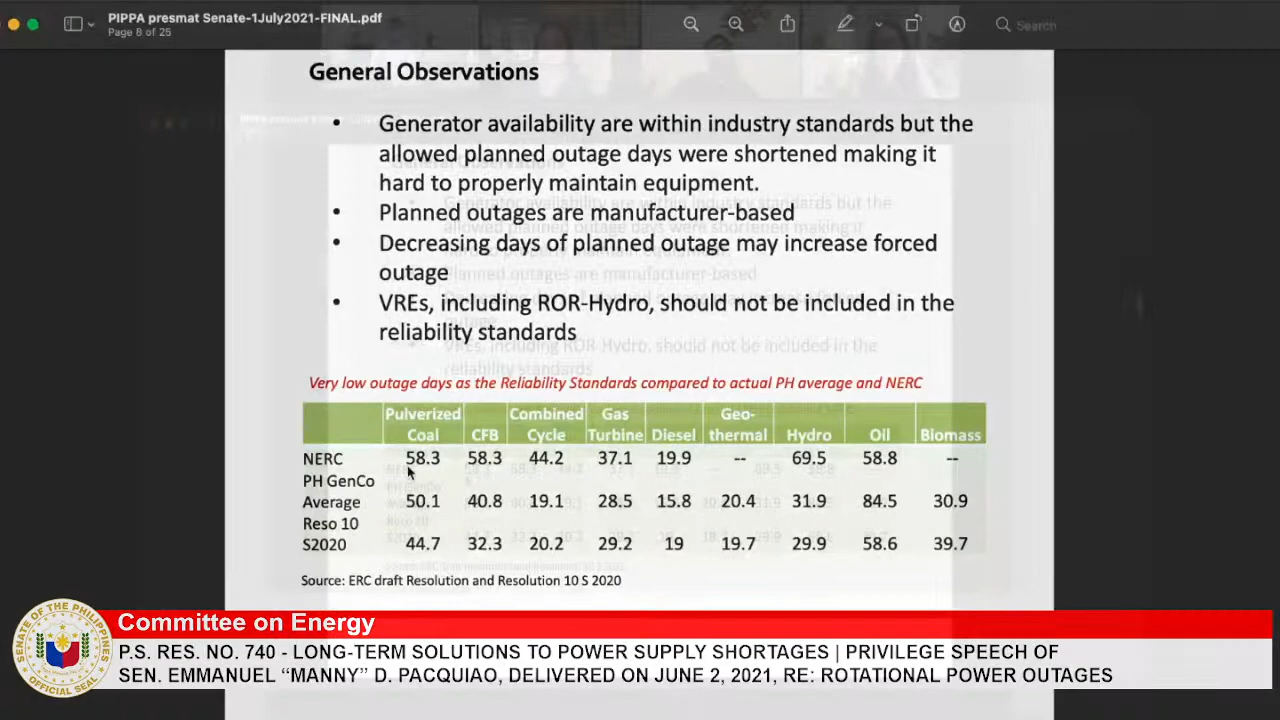 PIPPA presmat Senate-1July2021-FINAL.pdf
Page 8 of 25
Search
General Observations
• Generator availability are within industry standards but the
allowed planned outage days were shortened making it
hard to properly maintain equipment.
• Planned outages are manufacturer-based
• Decreasing days of planned outage may increase forced
outage
• VREs, including ROR-Hydro, should not be included in the
reliability standards
Very low outage days as the Reliability Standards compared to actual PH average and NERC
Pulverized Coal CFB Combined Cycle Gas Turbine Diesel Geo-thermal Hydro Oil Biomass
NERC 58.3 58.3 44.2 37.1 19.9 -- 69.5 58.8 --
PH GenCo
Average 50.1 40.8 19.1 28.5 15.8 20.4 31.9 84.5 30.9
Reso 10
S2020 44.7 32.3 20.2 29.2 19 19.7 29.9 58.6 39.7
Source: ERC draft Resolution and Resolution 10 S 2020
SENATE OF THE PHILIPPINES
OFFICIAL SEAL
Committee on Energy
P.S. RES. NO. 740 - LONG-TERM SOLUTIONS TO POWER SUPPLY SHORTAGES | PRIVILEGE SPEECH OF
SEN. EMMANUEL “MANNY” D. PACQUIAO, DELIVERED ON JUNE 2, 2021, RE: ROTATIONAL POWER OUTAGES